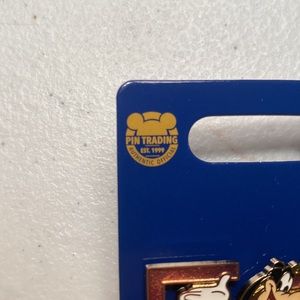 PIN TRADING
EST. 1999
AUTHENTIC OFFICIAL